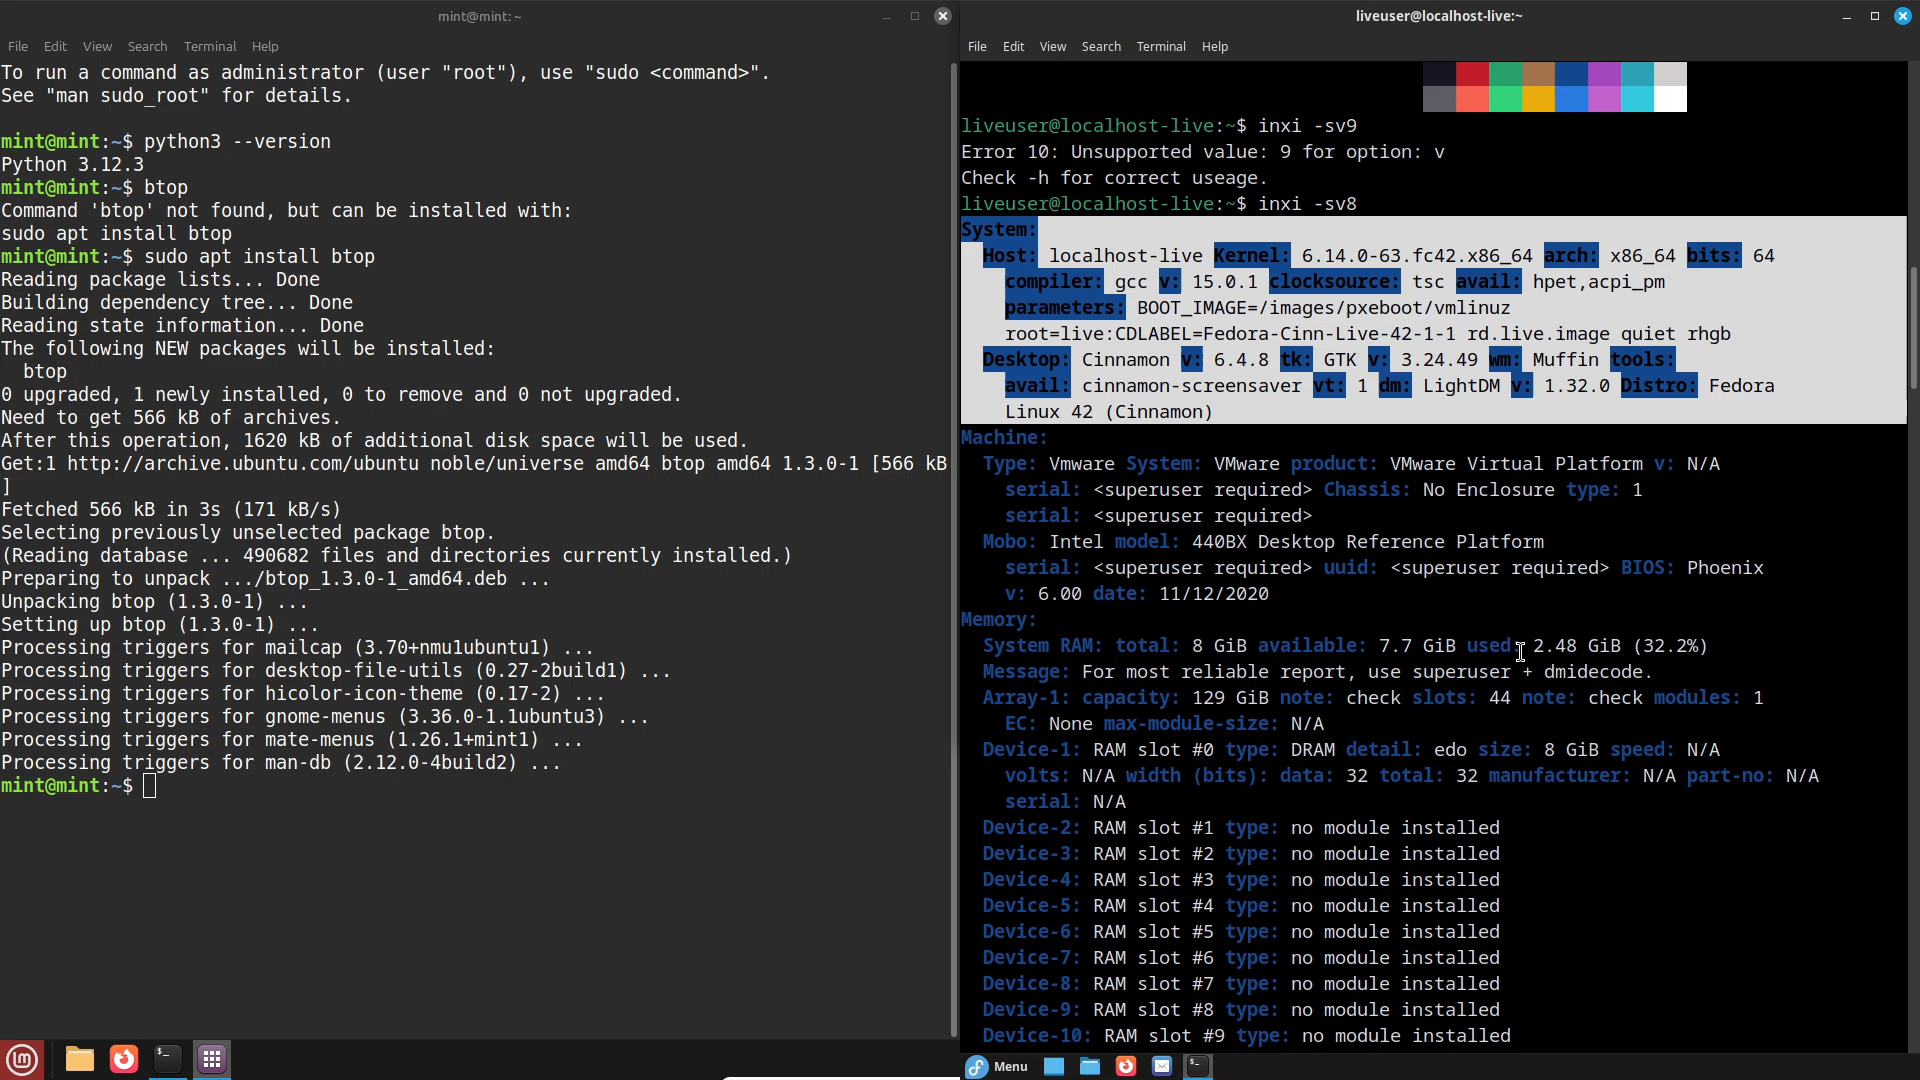 mint@mint: ~
File Edit View Search Terminal Help
To run a command as administrator (user "root"), use "sudo <command>".
See "man sudo_root" for details.
mint@mint:~$ python3 --version
Python 3.12.3
mint@mint:~$ btop
Command 'btop' not found, but can be installed with:
sudo apt install btop
mint@mint:~$ sudo apt install btop
Reading package lists... Done
Building dependency tree... Done
Reading state information... Done
The following NEW packages will be installed:
  btop
0 upgraded, 1 newly installed, 0 to remove and 0 not upgraded.
Need to get 566 kB of archives.
After this operation, 1620 kB of additional disk space will be used.
Get:1 http://archive.ubuntu.com/ubuntu noble/universe amd64 btop amd64 1.3.0-1 [566 kB
]
Fetched 566 kB in 3s (171 kB/s)
Selecting previously unselected package btop.
(Reading database ... 490682 files and directories currently installed.)
Preparing to unpack .../btop_1.3.0-1_amd64.deb ...
Unpacking btop (1.3.0-1) ...
Setting up btop (1.3.0-1) ...
Processing triggers for mailcap (3.70+nmu1ubuntu1) ...
Processing triggers for desktop-file-utils (0.27-2build1) ...
Processing triggers for hicolor-icon-theme (0.17-2) ...
Processing triggers for gnome-menus (3.36.0-1.1ubuntu3) ...
Processing triggers for mate-menus (1.26.1+mint1) ...
Processing triggers for man-db (2.12.0-4build2) ...
mint@mint:~$
liveuser@localhost-live:~
File Edit View Search Terminal Help
liveuser@localhost-live:~$ inxi -sv9
Error 10: Unsupported value: 9 for option: v
Check -h for correct useage.
liveuser@localhost-live:~$ inxi -sv8
System:
  Host: localhost-live Kernel: 6.14.0-63.fc42.x86_64 arch: x86_64 bits: 64
    compiler: gcc v: 15.0.1 clocksource: tsc avail: hpet,acpi_pm
    parameters: BOOT_IMAGE=/images/pxeboot/vmlinuz
    root=live:CDLABEL=Fedora-Cinn-Live-42-1-1 rd.live.image quiet rhgb
  Desktop: Cinnamon v: 6.4.8 tk: GTK v: 3.24.49 wm: Muffin tools:
    avail: cinnamon-screensaver vt: 1 dm: LightDM v: 1.32.0 Distro: Fedora
    Linux 42 (Cinnamon)
Machine:
  Type: Vmware System: VMware product: VMware Virtual Platform v: N/A
    serial: <superuser required> Chassis: No Enclosure type: 1
    serial: <superuser required>
  Mobo: Intel model: 440BX Desktop Reference Platform
    serial: <superuser required> uuid: <superuser required> BIOS: Phoenix
    v: 6.00 date: 11/12/2020
Memory:
  System RAM: total: 8 GiB available: 7.7 GiB used: 2.48 GiB (32.2%)
  Message: For most reliable report, use superuser + dmidecode.
  Array-1: capacity: 129 GiB note: check slots: 44 note: check modules: 1
    EC: None max-module-size: N/A
  Device-1: RAM slot #0 type: DRAM detail: edo size: 8 GiB speed: N/A
    volts: N/A width (bits): data: 32 total: 32 manufacturer: N/A part-no: N/A
    serial: N/A
  Device-2: RAM slot #1 type: no module installed
  Device-3: RAM slot #2 type: no module installed
  Device-4: RAM slot #3 type: no module installed
  Device-5: RAM slot #4 type: no module installed
  Device-6: RAM slot #5 type: no module installed
  Device-7: RAM slot #6 type: no module installed
  Device-8: RAM slot #7 type: no module installed
  Device-9: RAM slot #8 type: no module installed
  Device-10: RAM slot #9 type: no module installed
Menu